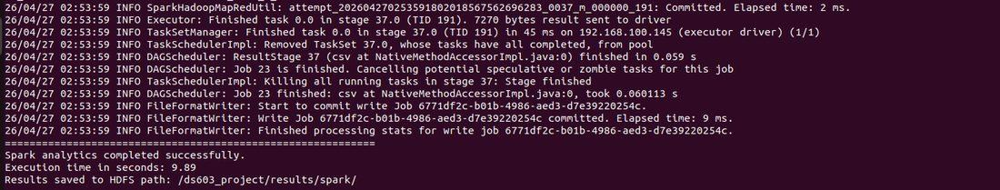 26/04/27 02:53:59 INFO SparkHadoopMapRedUtil: attempt_202604270253591802018567562696283_0037_m_000000_191: Committed. Elapsed time: 2 ms.
26/04/27 02:53:59 INFO Executor: Finished task 0.0 in stage 37.0 (TID 191). 7270 bytes result sent to driver
26/04/27 02:53:59 INFO TaskSetManager: Finished task 0.0 in stage 37.0 (TID 191) in 45 ms on 192.168.100.145 (executor driver) (1/1)
26/04/27 02:53:59 INFO TaskSchedulerImpl: Removed TaskSet 37.0, whose tasks have all completed, from pool
26/04/27 02:53:59 INFO DAGScheduler: ResultStage 37 (csv at NativeMethodAccessorImpl.java:0) finished in 0.059 s
26/04/27 02:53:59 INFO DAGScheduler: Job 23 is finished. Cancelling potential speculative or zombie tasks for this job
26/04/27 02:53:59 INFO TaskSchedulerImpl: Killing all running tasks in stage 37: Stage finished
26/04/27 02:53:59 INFO DAGScheduler: Job 23 finished: csv at NativeMethodAccessorImpl.java:0, took 0.060113 s
26/04/27 02:53:59 INFO FileFormatWriter: Start to commit write Job 6771df2c-b01b-4986-aed3-d7e39220254c.
26/04/27 02:53:59 INFO FileFormatWriter: Write Job 6771df2c-b01b-4986-aed3-d7e39220254c committed. Elapsed time: 9 ms.
26/04/27 02:53:59 INFO FileFormatWriter: Finished processing stats for write job 6771df2c-b01b-4986-aed3-d7e39220254c.
============================================================
Spark analytics completed successfully.
Execution time in seconds: 9.89
Results saved to HDFS path: /ds603_project/results/spark/